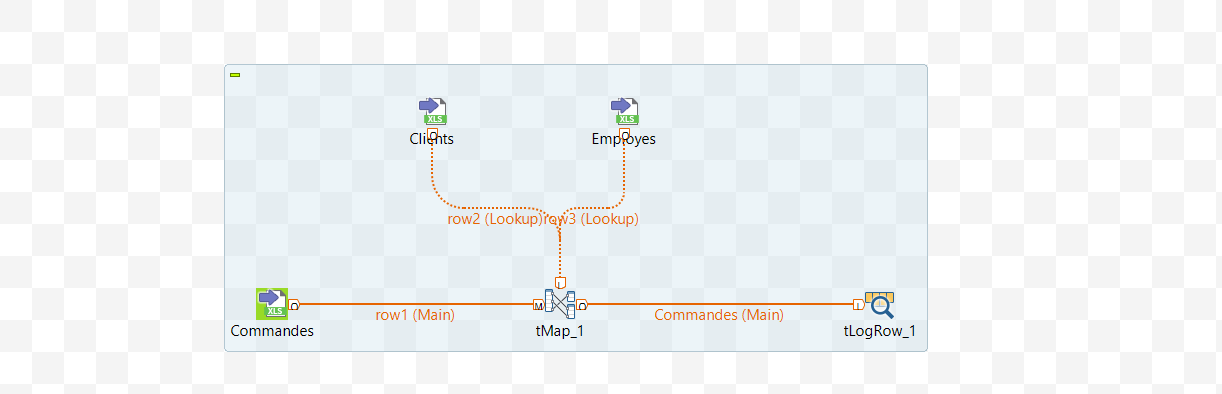 XLS
XLS
O
O
Clients
Employes
row2 (Lookup)
row3 (Lookup)
L
XLS
O
M
O
I
row1 (Main)
Commandes (Main)
Commandes
tMap_1
tLogRow_1